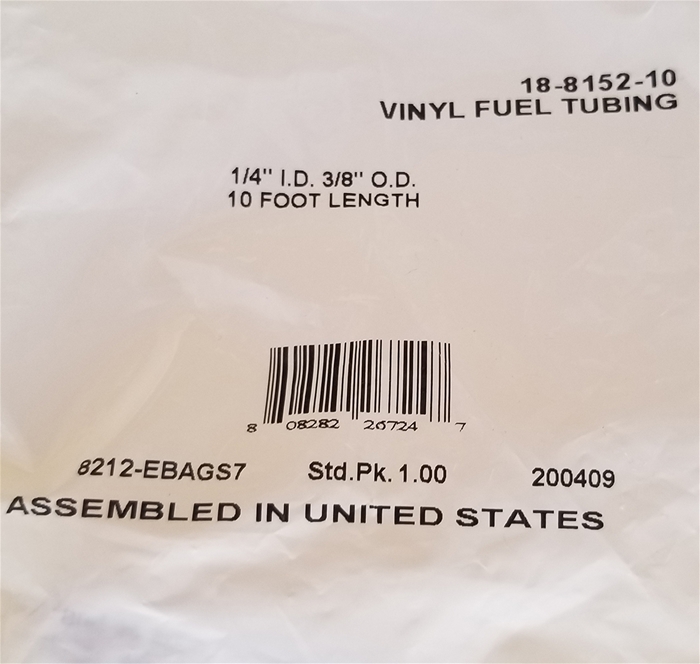 18-8152-10
VINYL FUEL TUBING
1/4" I.D. 3/8" O.D.
10 FOOT LENGTH
8 08282 26724 7
8212-EBAGS7 Std.Pk. 1.00 200409
ASSEMBLED IN UNITED STATES